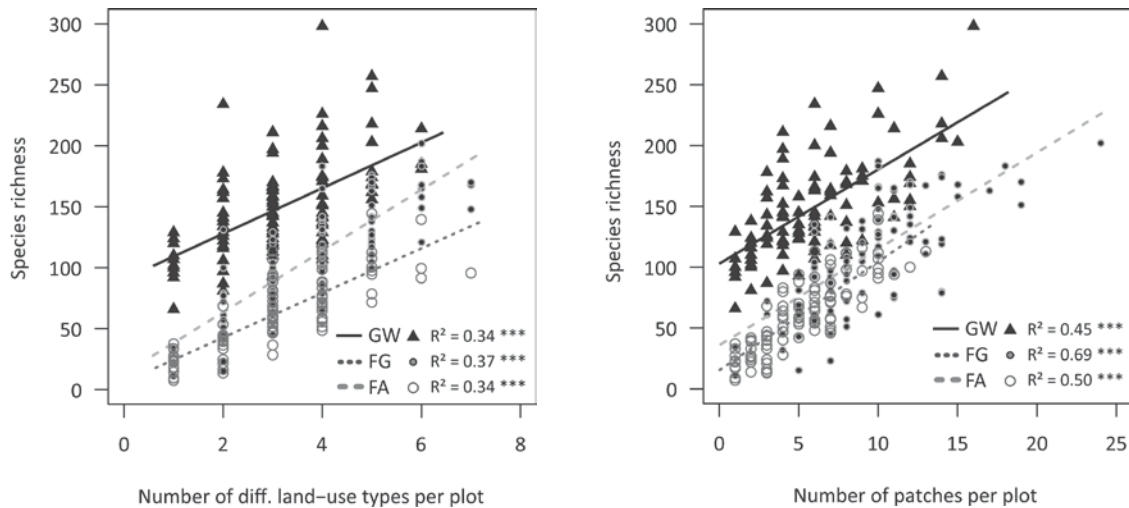 300
250
200
150
100
50
0
Species richness
GW R² = 0.34 ***
FG R² = 0.37 ***
FA R² = 0.34 ***
0 2 4 6 8
Number of diff. land−use types per plot
300
250
200
150
100
50
0
Species richness
GW R² = 0.45 ***
FG R² = 0.69 ***
FA R² = 0.50 ***
0 5 10 15 20 25
Number of patches per plot